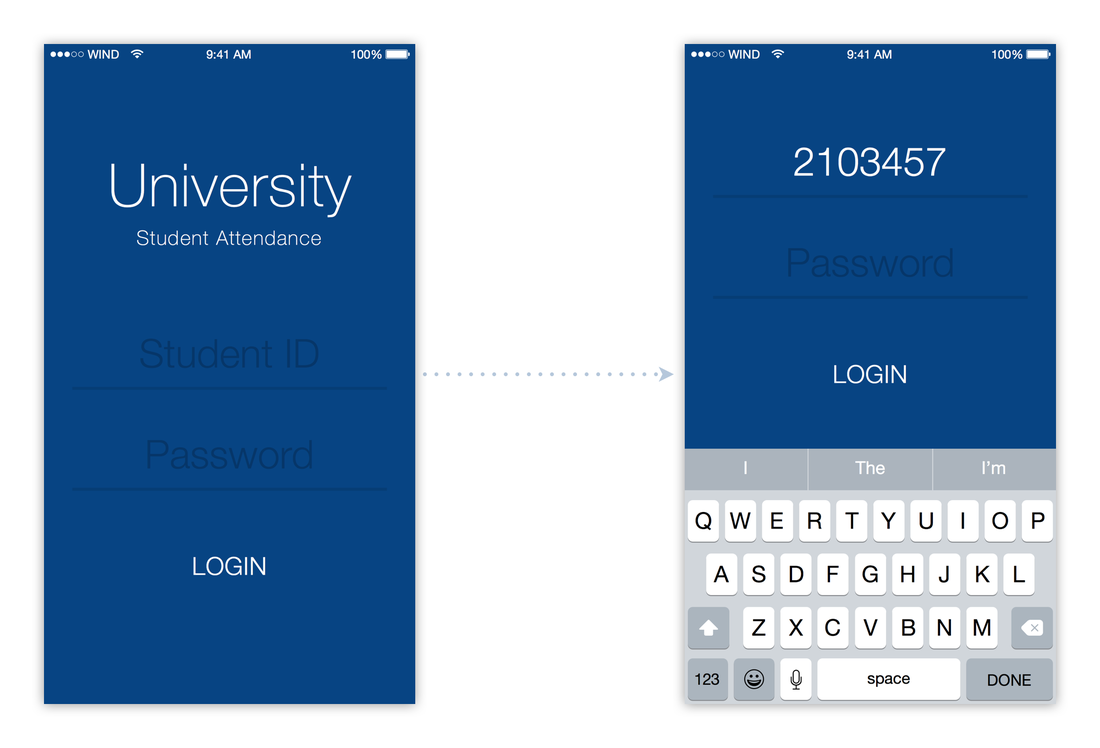 WIND 9:41 AM 100%
University
Student Attendance
Student ID
Password
LOGIN
WIND 9:41 AM 100%
2103457
Password
LOGIN
I The I'm
Q W E R T Y U I O P
A S D F G H J K L
Z X C V B N M
123 space DONE